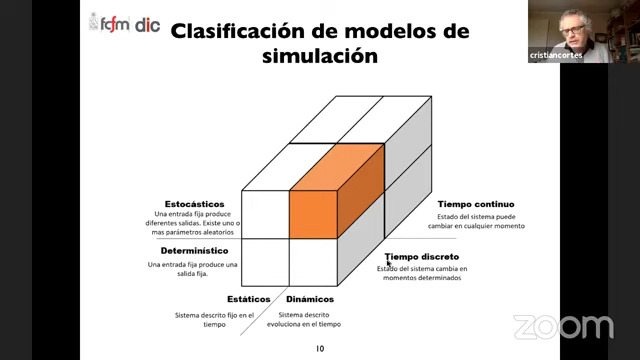 fcfm dic
Clasificación de modelos de
simulación
cristiancortes
Estocásticos
Una entrada fija produce
diferentes salidas. Existe uno o
mas parámetros aleatorios
Determinístico
Una entrada fija produce una
salida fija.
Estáticos
Sistema descrito fijo en el
tiempo
Dinámicos
Sistema descrito
evoluciona en el tiempo
Tiempo continuo
Estado del sistema puede
cambiar en cualquier momento
Tiempo discreto
Estado del sistema cambia en
momentos determinados
10
zoom